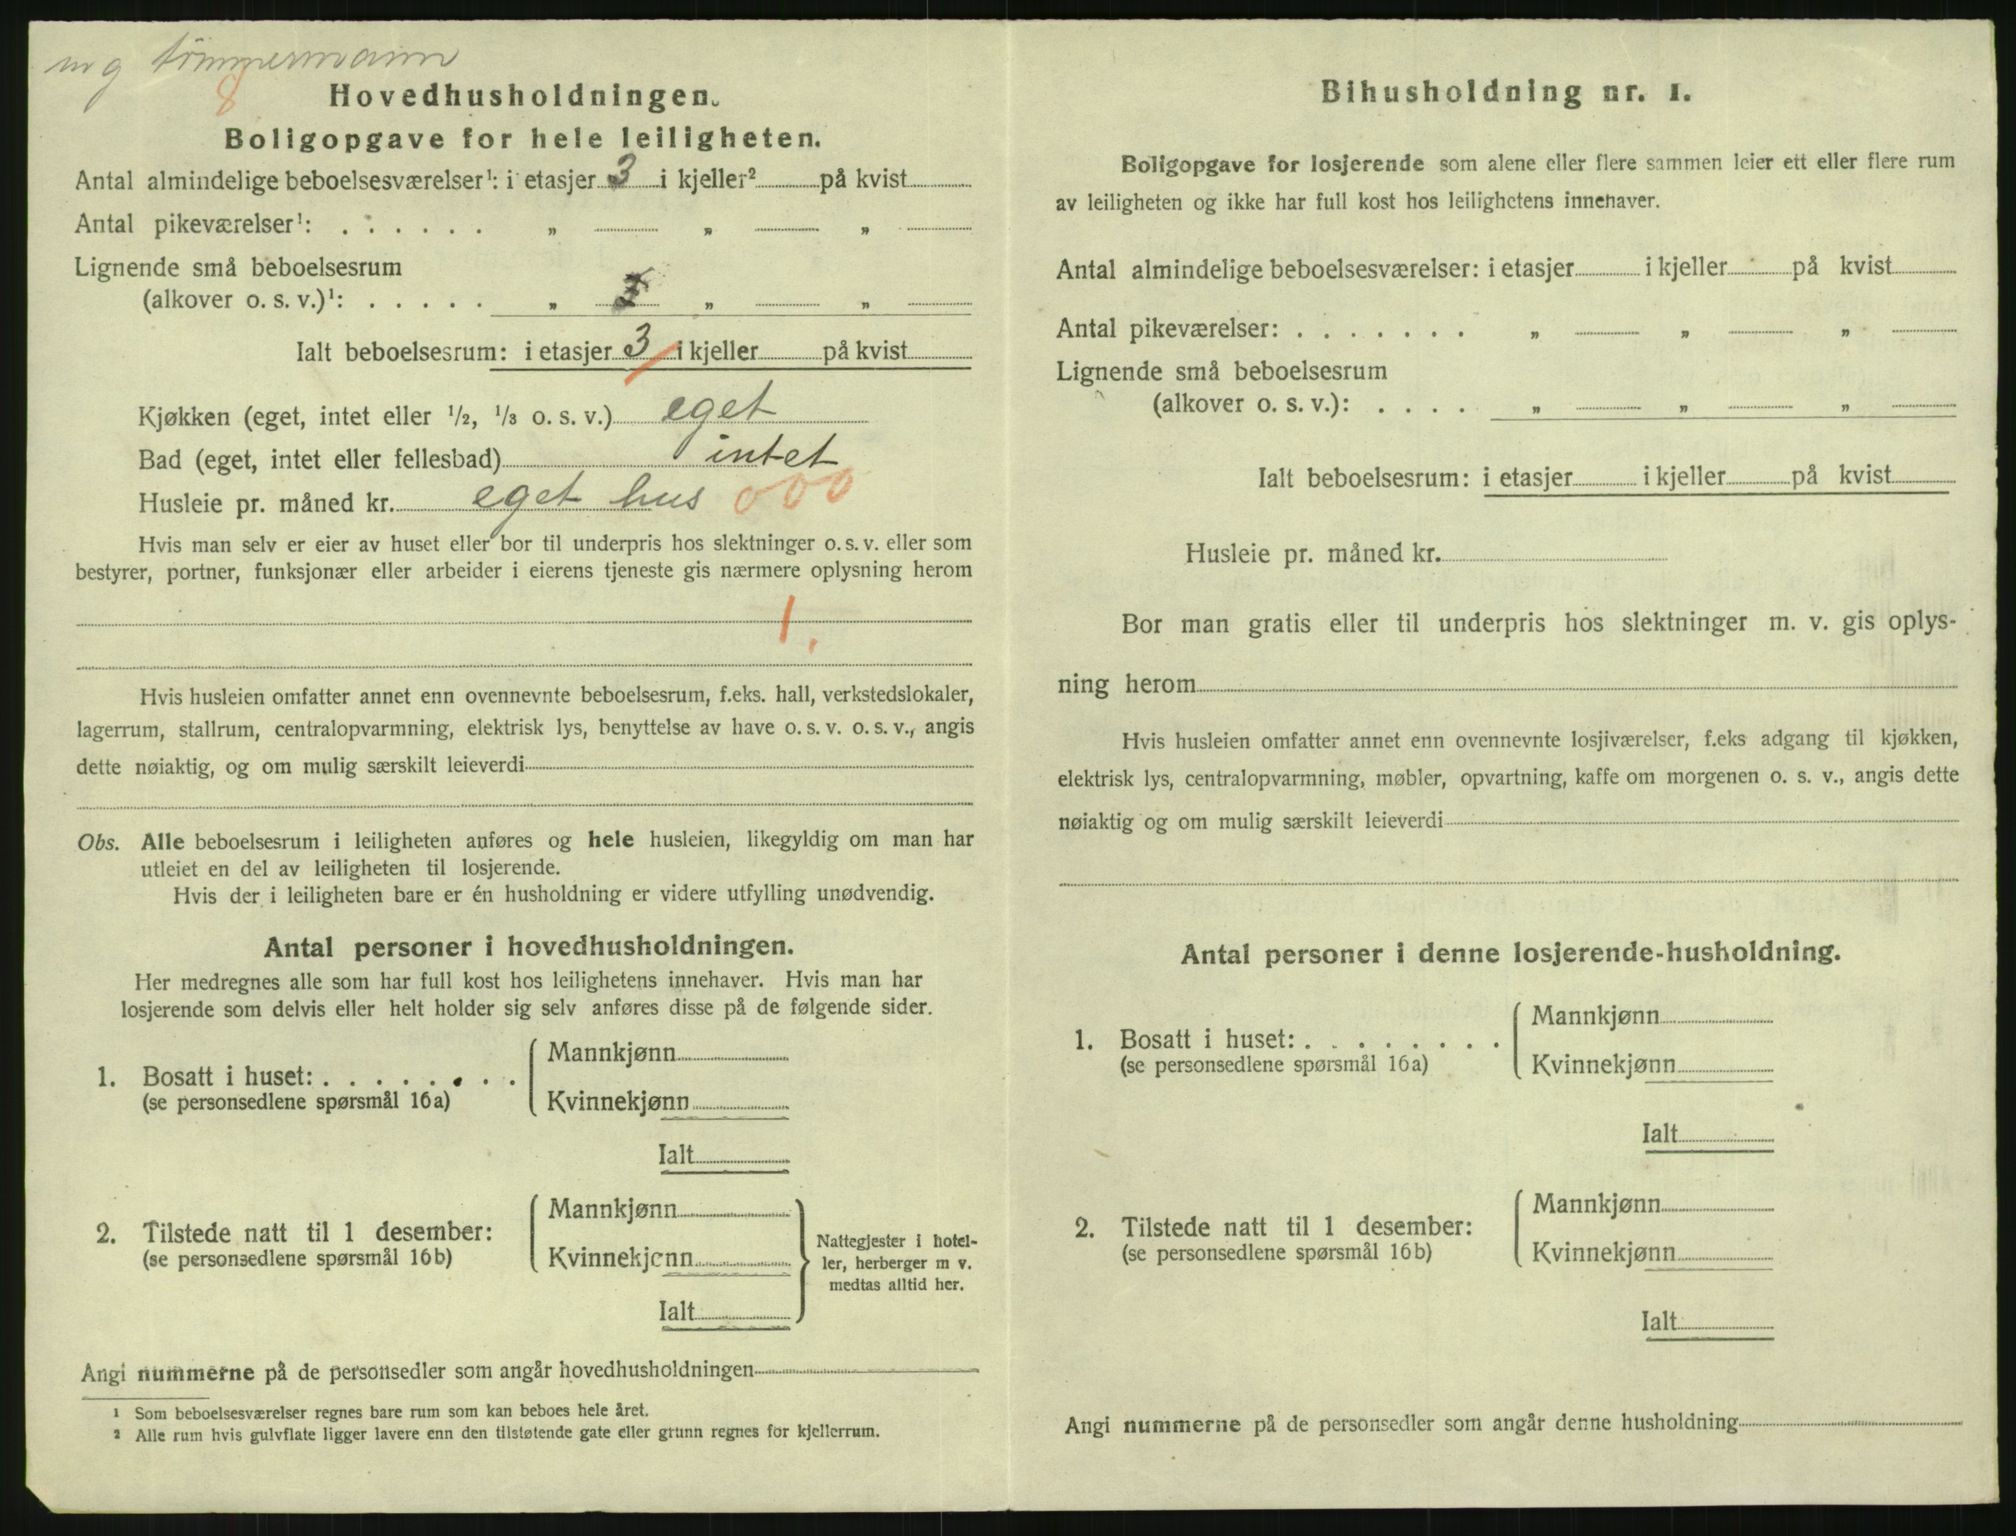 m g tömmermann
8
Hovedhusholdningen.
Boligopgave for hele leiligheten.
Antal almindelige beboelsesværelser¹: i etasjer 3 i kjeller² på kvist
Antal pikeværelser¹: . . . . . . „ „ „
Lignende små beboelsesrum
(alkover o. s. v.)¹: . . . . . „ „ „
Ialt beboelsesrum: i etasjer 3 i kjeller på kvist
Kjøkken (eget, intet eller 1/2, 1/3 o. s. v.) eget
Bad (eget, intet eller fellesbad) intet
Husleie pr. måned kr. eget hus 000
Hvis man selv er eier av huset eller bor til underpris hos slektninger o. s. v. eller som
bestyrer, portner, funksjonær eller arbeider i eierens tjeneste gis nærmere oplysning herom
1.
Hvis husleien omfatter annet enn ovennevnte beboelsesrum, f.eks. hall, verkstedslokaler,
lagerrum, stallrum, centralopvarmning, elektrisk lys, benyttelse av have o. s. v. o. s. v., angis
dette nøiaktig, og om mulig særskilt leieverdi
Obs. Alle beboelsesrum i leiligheten anføres og hele husleien, likegyldig om man har
utleiet en del av leiligheten til losjerende.
Hvis der i leiligheten bare er én husholdning er videre utfylling unødvendig.
Antal personer i hovedhusholdningen.
Her medregnes alle som har full kost hos leilighetens innehaver. Hvis man har
losjerende som delvis eller helt holder sig selv anføres disse på de følgende sider.
Mannkjønn
1. Bosatt i huset: . . . . . . . .
(se personsedlene spørsmål 16a)
Kvinnekjønn
Ialt
Mannkjønn
2. Tilstede natt til 1 desember:
(se personsedlene spørsmål 16b)
Kvinnekjønn
Ialt
Nattegjester i hotel-
ler, herberger m v.
medtas alltid her.
Angi nummerne på de personsedler som angår hovedhusholdningen
¹ Som beboelsesværelser regnes bare rum som kan beboes hele året.
² Alle rum hvis gulvflate ligger lavere enn den tilstøtende gate eller grunn regnes for kjellerrum.
Bihusholdning nr. 1.
Boligopgave for losjerende som alene eller flere sammen leier ett eller flere rum
av leiligheten og ikke har full kost hos leilighetens innehaver.
Antal almindelige beboelsesværelser: i etasjer i kjeller på kvist
Antal pikeværelser: . . . . . . . „ „ „
Lignende små beboelsesrum
(alkover o. s. v.): . . . . „ „ „
Ialt beboelsesrum: i etasjer i kjeller på kvist
Husleie pr. måned kr.
Bor man gratis eller til underpris hos slektninger m. v. gis oplys-
ning herom
Hvis husleien omfatter annet enn ovennevnte losjiværelser, f.eks adgang til kjøkken,
elektrisk lys, centralopvarmning, møbler, opvartning, kaffe om morgenen o. s. v., angis dette
nøiaktig og om mulig særskilt leieverdi
Antal personer i denne losjerende-husholdning.
Mannkjønn
1. Bosatt i huset: . . . . . . . .
(se personsedlene spørsmål 16a)
Kvinnekjønn
Ialt
Mannkjønn
2. Tilstede natt til 1 desember:
(se personsedlene spørsmål 16b)
Kvinnekjønn
Ialt
Angi nummerne på de personsedler som angår denne husholdning